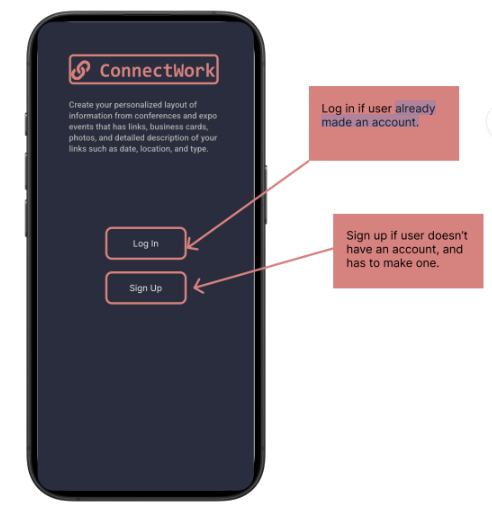 ConnectWork
Create your personalized layout of
information from conferences and expo
events that has links, business cards,
photos, and detailed description of your
links such as date, location, and type.
Log In
Sign Up
Log in if user already
made an account.
Sign up if user doesn't
have an account, and
has to make one.